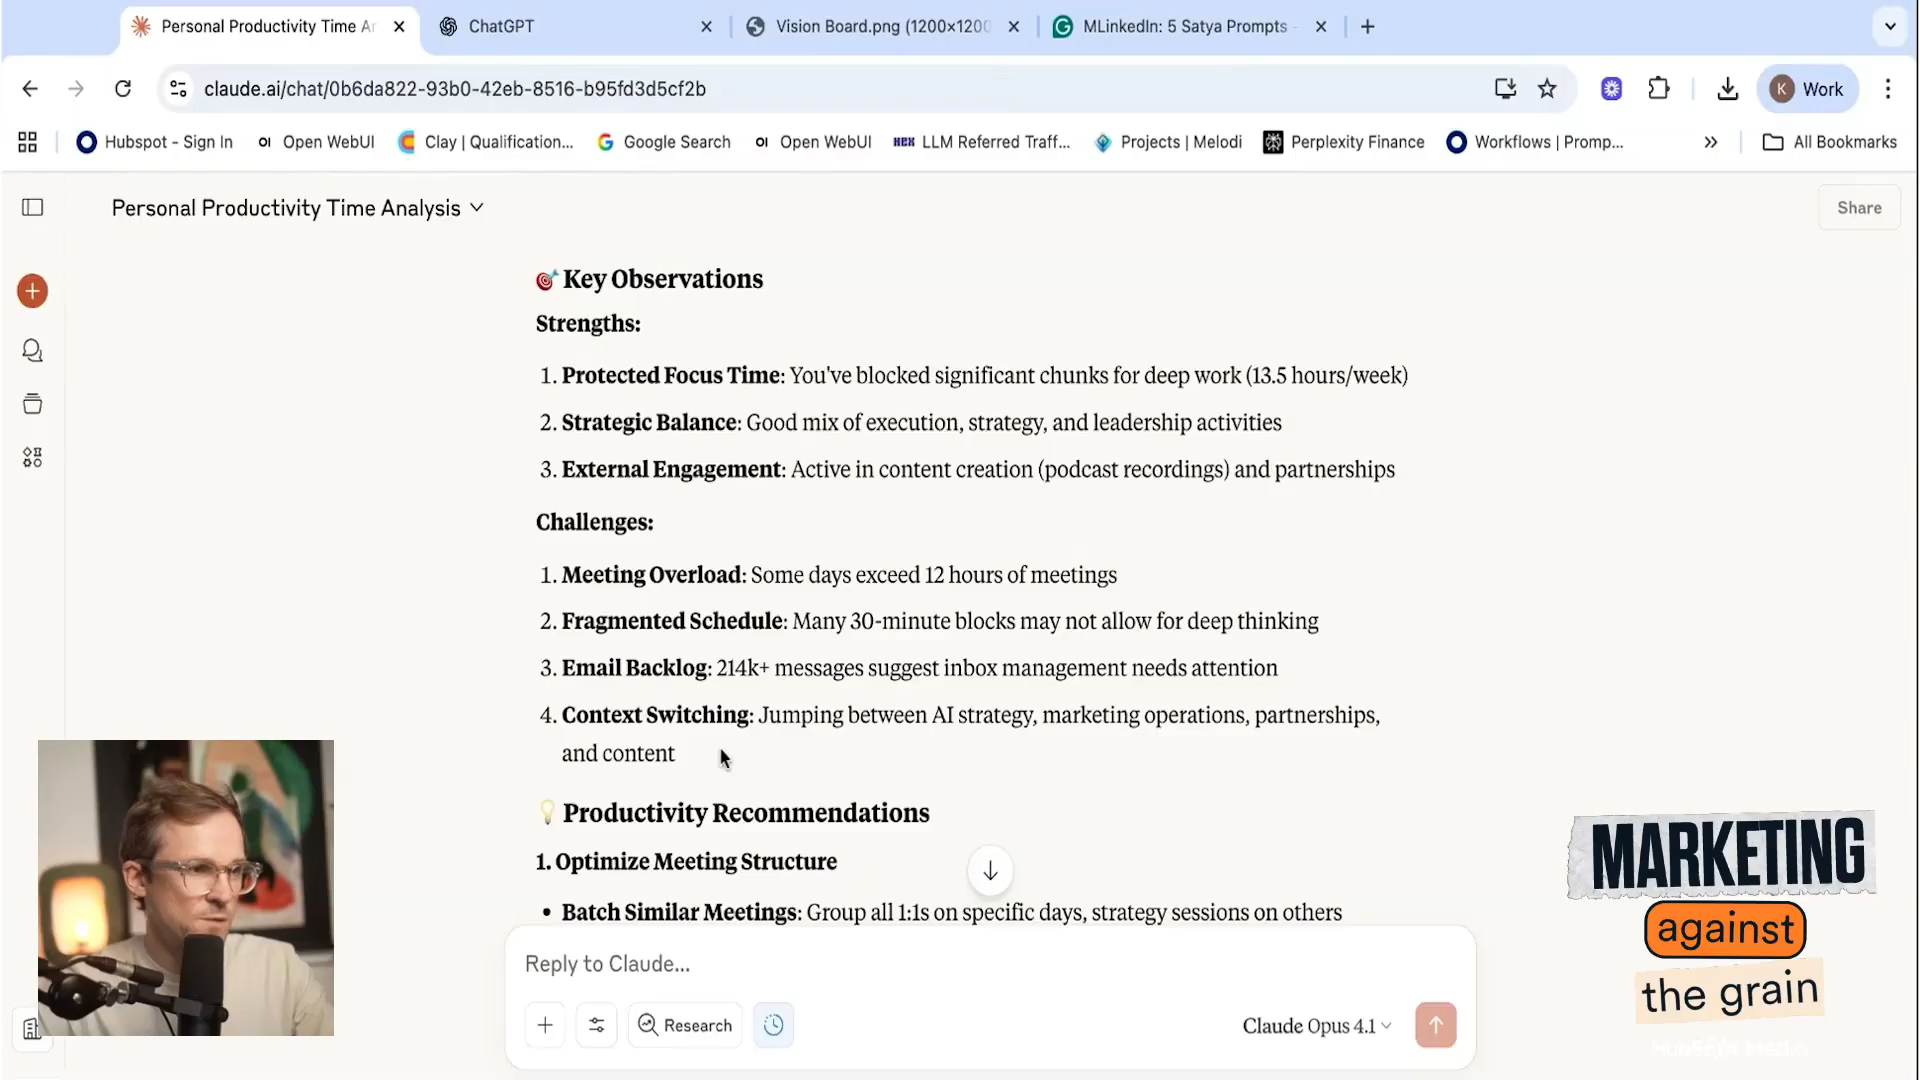 Personal Productivity Time Ar
ChatGPT
Vision Board.png (1200×1200
MLinkedIn: 5 Satya Prompts -
claude.ai/chat/0b6da822-93b0-42eb-8516-b95fd3d5cf2b
K Work
Hubspot - Sign In
OI Open WebUI
Clay | Qualification...
Google Search
OI Open WebUI
HEX LLM Referred Traff...
Projects | Melodi
Perplexity Finance
Workflows | Promp...
All Bookmarks
Personal Productivity Time Analysis
Share
🎯 Key Observations
Strengths:
1. Protected Focus Time: You've blocked significant chunks for deep work (13.5 hours/week)
2. Strategic Balance: Good mix of execution, strategy, and leadership activities
3. External Engagement: Active in content creation (podcast recordings) and partnerships
Challenges:
1. Meeting Overload: Some days exceed 12 hours of meetings
2. Fragmented Schedule: Many 30-minute blocks may not allow for deep thinking
3. Email Backlog: 214k+ messages suggest inbox management needs attention
4. Context Switching: Jumping between AI strategy, marketing operations, partnerships,
and content
💡 Productivity Recommendations
1. Optimize Meeting Structure
• Batch Similar Meetings: Group all 1:1s on specific days, strategy sessions on others
Reply to Claude...
Research
Claude Opus 4.1
MARKETING
against
the grain
HubSpot Media